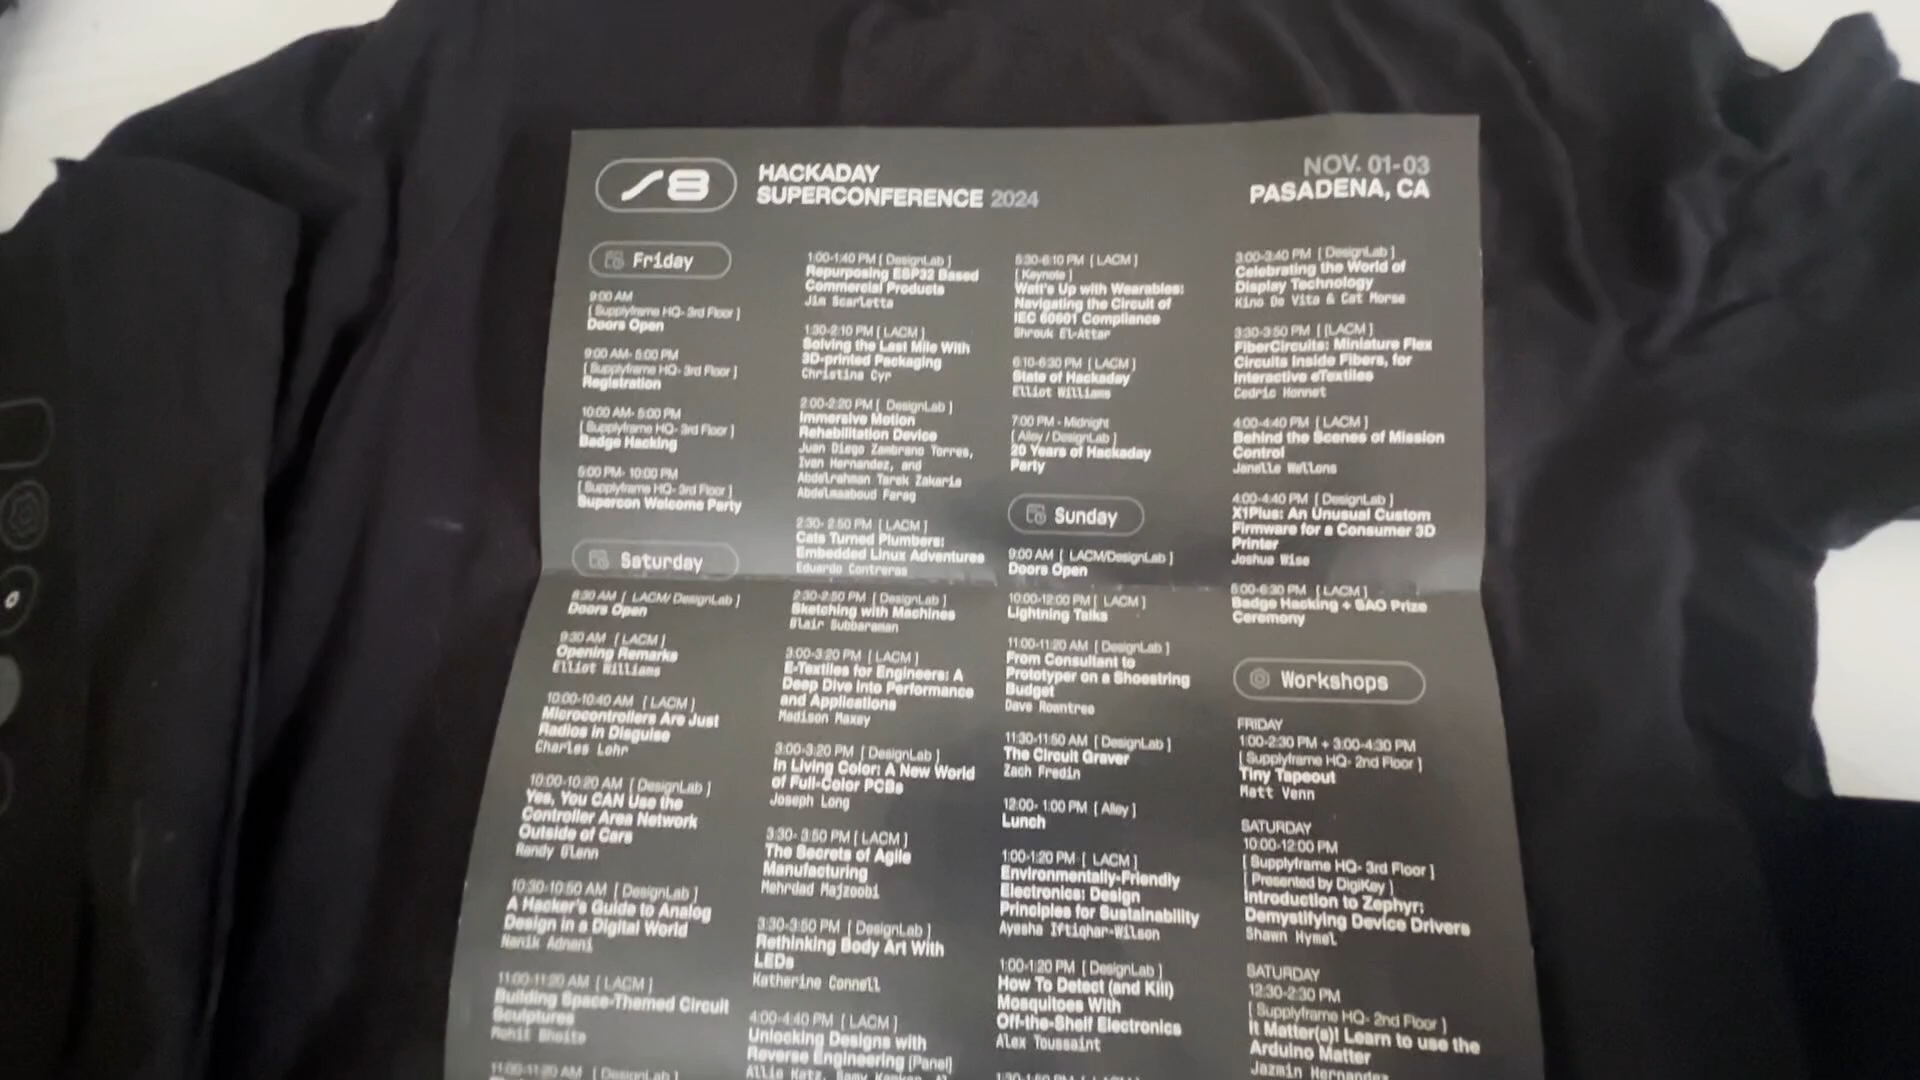 /8
HACKADAY
SUPERCONFERENCE 2024
NOV. 01-03
PASADENA, CA
Friday
9:00 AM
[ Supplyframe HQ- 3rd Floor ]
Doors Open
9:00 AM- 5:00 PM
[ Supplyframe HQ- 3rd Floor ]
Registration
10:00 AM- 5:00 PM
[ Supplyframe HQ- 3rd Floor ]
Badge Hacking
5:00 PM- 10:00 PM
[ Supplyframe HQ- 3rd Floor ]
Supercon Welcome Party
Saturday
8:30 AM [ LACM/ DesignLab ]
Doors Open
9:30 AM [ LACM ]
Opening Remarks
Elliot Williams
10:00-10:40 AM [ LACM ]
Microcontrollers Are Just
Radios in Disguise
Charles Lohr
10:00-10:20 AM [ DesignLab ]
Yes, You CAN Use the
Controller Area Network
Outside of Cars
Randy Glenn
10:30-10:50 AM [ DesignLab ]
A Hacker's Guide to Analog
Design in a Digital World
Nanik Adnani
11:00-11:20 AM [ LACM ]
Building Space-Themed Circuit
Sculptures
Mohit Bhoite
11:00-11:20 AM [ DesignLab ]
1:00-1:40 PM [ DesignLab ]
Repurposing ESP32 Based
Commercial Products
Jim Scarletta
1:30-2:10 PM [ LACM ]
Solving the Last Mile With
3D-printed Packaging
Christina Cyr
2:00-2:20 PM [ DesignLab ]
Immersive Motion
Rehabilitation Device
Juan Diego Zambrano Torres,
Ivan Hernandez, and
Abdelrahman Tarek Zakaria
Abdelmaaboud Farag
2:30- 2:50 PM [ LACM ]
Cats Turned Plumbers:
Embedded Linux Adventures
Eduardo Contreras
2:30-2:50 PM [ DesignLab ]
Sketching with Machines
Blair Subbaraman
3:00-3:20 PM [ LACM ]
E-Textiles for Engineers: A
Deep Dive into Performance
and Applications
Madison Maxey
3:00-3:20 PM [ DesignLab ]
In Living Color: A New World
of Full-Color PCBs
Joseph Long
3:30- 3:50 PM [ LACM ]
The Secrets of Agile
Manufacturing
Mehrdad Majzoobi
3:30-3:50 PM [ DesignLab ]
Rethinking Body Art With
LEDs
Katherine Connell
4:00-4:40 PM [ LACM ]
Unlocking Designs with
Reverse Engineering [Panel]
5:30-6:10 PM [ LACM ]
[ Keynote ]
Watt's Up with Wearables:
Navigating the Circuit of
IEC 60601 Compliance
Shrouk El-Attar
6:10-6:30 PM [ LACM ]
State of Hackaday
Elliot Williams
7:00 PM - Midnight
[ Alley / DesignLab ]
20 Years of Hackaday
Party
Sunday
9:00 AM [ LACM/DesignLab ]
Doors Open
10:00-12:00 PM [ LACM ]
Lightning Talks
11:00-11:20 AM [ DesignLab ]
From Consultant to
Prototyper on a Shoestring
Budget
Dave Rowntree
11:30-11:50 AM [ DesignLab ]
The Circuit Graver
Zach Fredin
12:00- 1:00 PM [ Alley ]
Lunch
1:00-1:20 PM [ LACM ]
Environmentally-Friendly
Electronics: Design
Principles for Sustainability
Ayesha Iftiqhar-Wilson
1:00-1:20 PM [ DesignLab ]
How To Detect (and Kill)
Mosquitoes With
Off-the-Shelf Electronics
Alex Toussaint
3:00-3:40 PM [ DesignLab ]
Celebrating the World of
Display Technology
Kino De Vita & Cat Morse
3:30-3:50 PM [ [LACM ]
FiberCircuits: Miniature Flex
Circuits Inside Fibers, for
Interactive eTextiles
Cedric Honnet
4:00-4:40 PM [ LACM ]
Behind the Scenes of Mission
Control
Janelle Wellons
4:00-4:40 PM [ DesignLab ]
X1Plus: An Unusual Custom
Firmware for a Consumer 3D
Printer
Joshua Wise
5:00-6:30 PM [ LACM ]
Badge Hacking + SAO Prize
Ceremony
Workshops
FRIDAY
1:00-2:30 PM + 3:00-4:30 PM
[ Supplyframe HQ- 2nd Floor ]
Tiny Tapeout
Matt Venn
SATURDAY
10:00-12:00 PM
[ Supplyframe HQ- 3rd Floor ]
[ Presented by DigiKey ]
Introduction to Zephyr:
Demystifying Device Drivers
Shawn Hymel
SATURDAY
12:30-2:30 PM
[ Supplyframe HQ- 2nd Floor ]
It Matter(s)! Learn to use the
Arduino Matter
Jazmin Hernandez